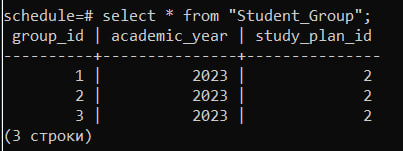 schedule=# select * from "Student_Group";
 group_id | academic_year | study_plan_id
----------+---------------+---------------
        1 |          2023 |             2
        2 |          2023 |             2
        3 |          2023 |             2
(3 строки)